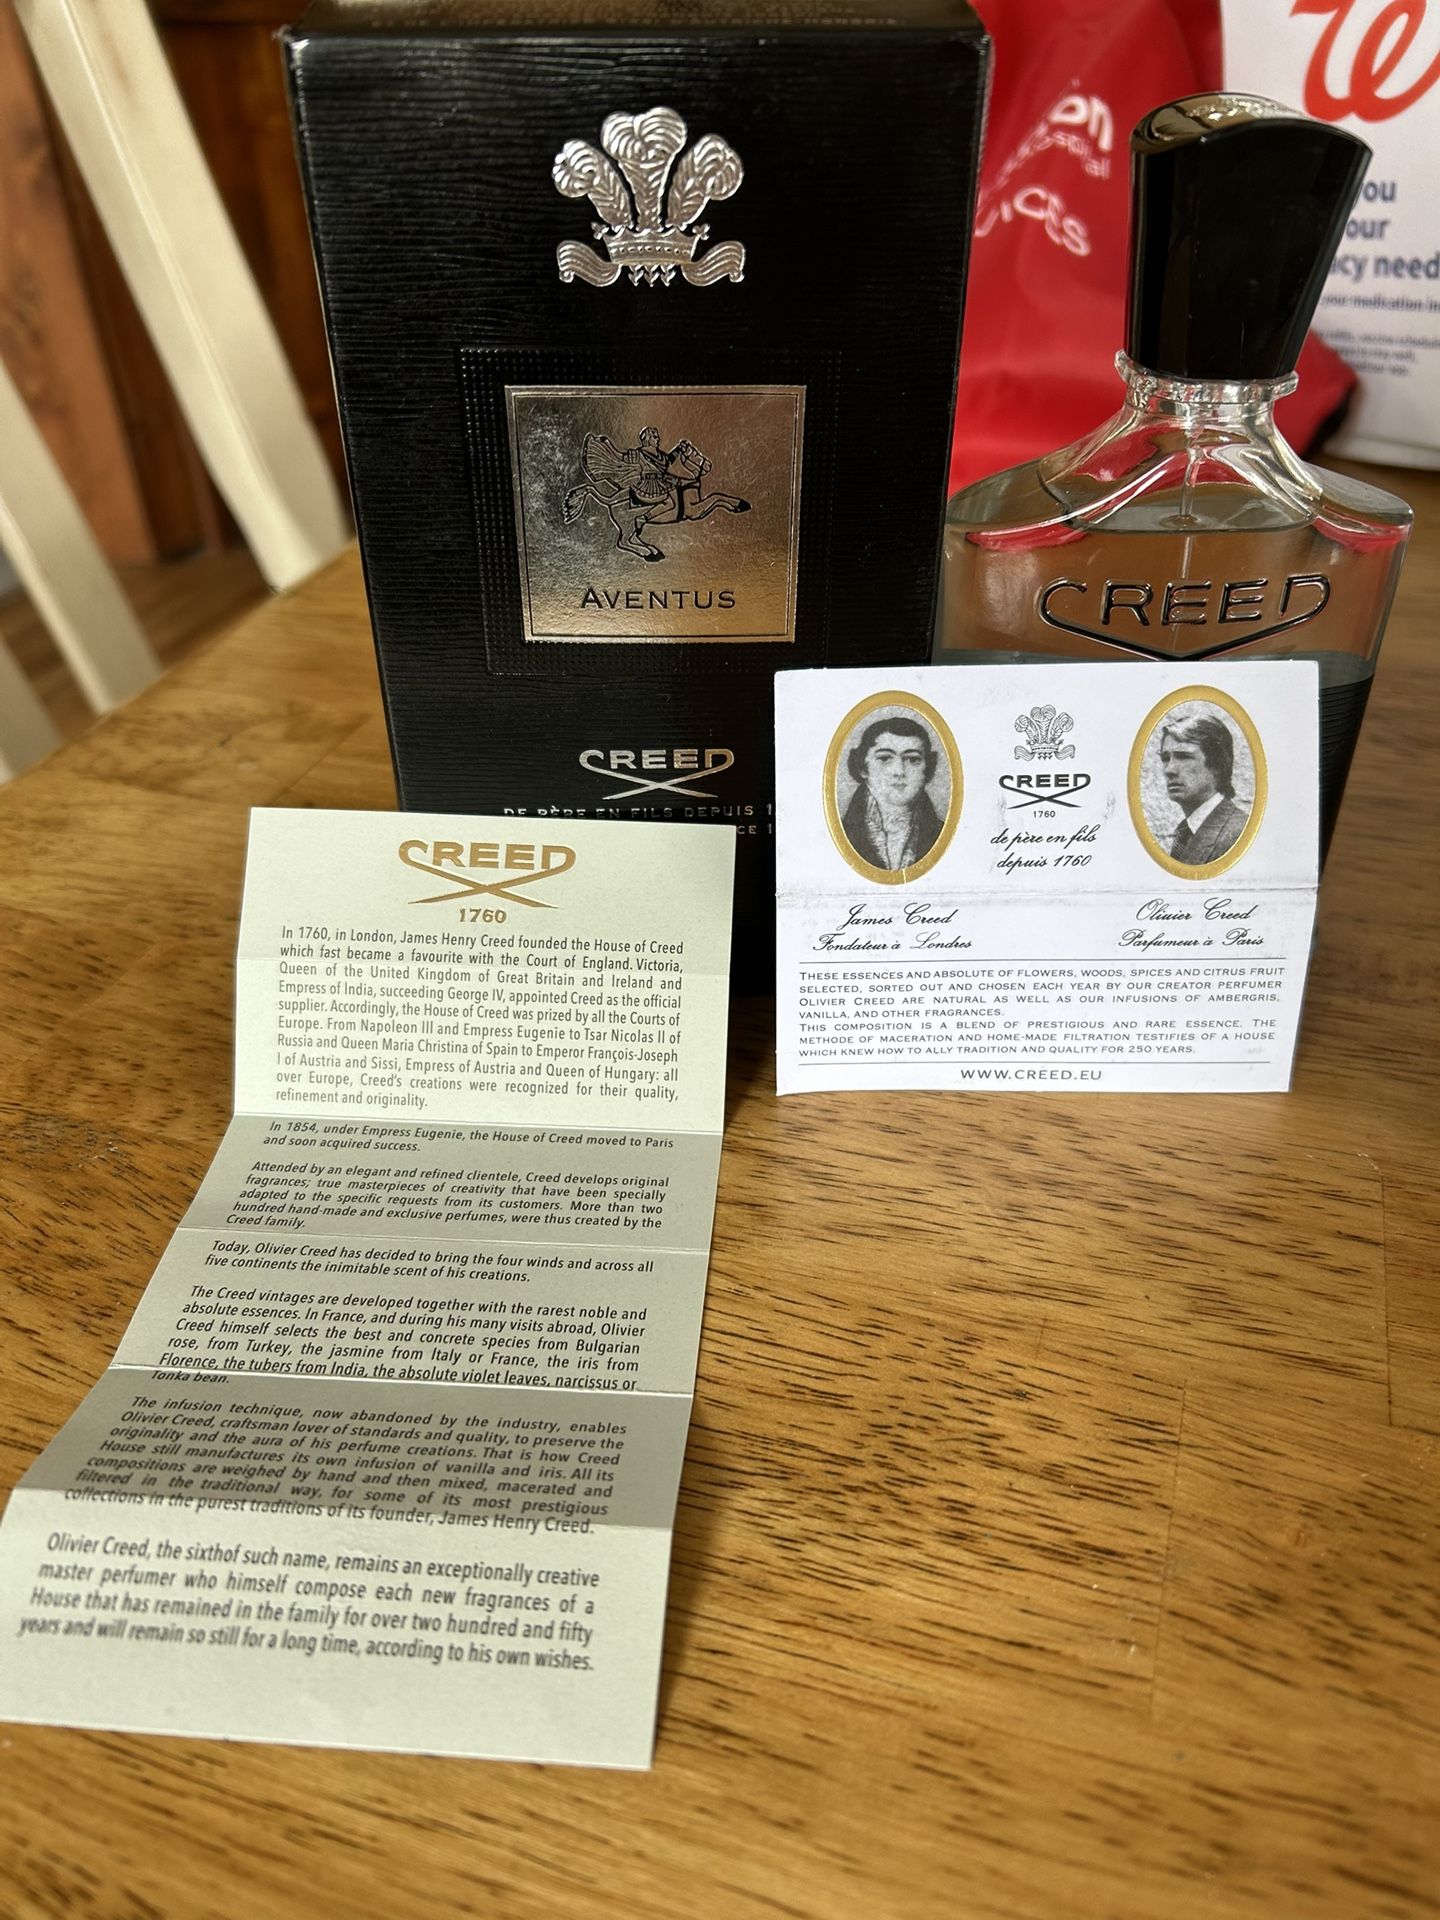 AVENTUS
CREED
DE PÈRE EN FILS DEPUIS
CREED
you
our
need
your medication
CREED
1760
In 1760, in London, James Henry Creed founded the House of Creed
which fast became a favourite with the Court of England. Victoria,
Queen of the United Kingdom of Great Britain and Ireland and
Empress of India, succeeding George IV, appointed Creed as the official
supplier. Accordingly, the House of Creed was prized by all the Courts of
Europe. From Napoleon III and Empress Eugenie to Tsar Nicolas II of
Russia and Queen Maria Christina of Spain to Emperor François-Joseph
I of Austria and Sissi, Empress of Austria and Queen of Hungary: all
over Europe, Creed's creations were recognized for their quality,
refinement and originality.
In 1854, under Empress Eugenie, the House of Creed moved to Paris
and soon acquired success.
Attended by an elegant and refined clientele, Creed develops original
fragrances; true masterpieces of creativity that have been specially
adapted to the specific requests from its customers. More than two
hundred hand-made and exclusive perfumes, were thus created by the
Creed family.
Today, Olivier Creed has decided to bring the four winds and across all
five continents the inimitable scent of his creations.
The Creed vintages are developed together with the rarest noble and
absolute essences. In France, and during his many visits abroad, Olivier
Creed himself selects the best and concrete species from Bulgarian
rose, from Turkey, the jasmine from Italy or France, the iris from
Florence, the tubers from India, the absolute violet leaves, narcissus or
Tonka bean.
The infusion technique, now abandoned by the industry, enables
Olivier Creed, craftsman lover of standards and quality, to preserve the
originality and the aura of his perfume creations. That is how Creed
House still manufactures its own infusion of vanilla and iris. All its
compositions are weighed by hand and then mixed, macerated and
filtered in the traditional way, for some of its most prestigious
collections in the purest traditions of its founder, James Henry Creed.
Olivier Creed, the sixthof such name, remains an exceptionally creative
master perfumer who himself compose each new fragrances of a
House that has remained in the family for over two hundred and fifty
years and will remain so still for a long time, according to his own wishes.
CREED
1760
de père en fils
depuis 1760
James Creed
Fondateur à Londres
Olivier Creed
Parfumeur à Paris
THESE ESSENCES AND ABSOLUTE OF FLOWERS, WOODS, SPICES AND CITRUS FRUIT
SELECTED, SORTED OUT AND CHOSEN EACH YEAR BY OUR CREATOR PERFUMER
OLIVIER CREED ARE NATURAL AS WELL AS OUR INFUSIONS OF AMBERGRIS,
VANILLA, AND OTHER FRAGRANCES.
THIS COMPOSITION IS A BLEND OF PRESTIGIOUS AND RARE ESSENCE. THE
METHODE OF MACERATION AND HOME-MADE FILTRATION TESTIFIES OF A HOUSE
WHICH KNEW HOW TO ALLY TRADITION AND QUALITY FOR 250 YEARS.
WWW.CREED.EU